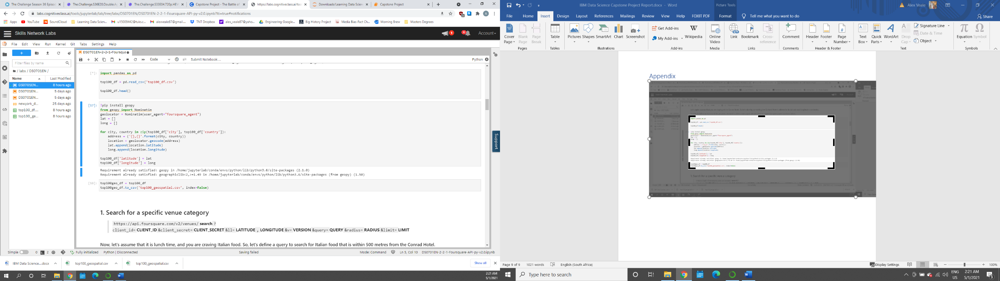 The Challenge Season 36 Episod
The.Challenge.S36E20.Double.Ag
The.Challenge.S33E04.720p.HEV
Capstone Project - The Battle of
https://labs.cognitiveclass.ai/too
Downloads/Learning Data Scien
Capstone Project
labs.cognitiveclass.ai/tools/jupyterlab/lab/tree/labs/DS0701EN/DS0701EN-2-2-1-Foursquare-API-py-v2.0.ipynb?lti=true#notifications
Apps YouTube SoundCloud Learning Data Scien... u15009442@tuks.c... alexveale87@gmail.... TNT Dropbox alex_veale87@yaho... Engineering Google... Big History Project Media Bias-Fact Ch... Morning Brew Masters Degrees
Skills Network Labs
Account
File Edit View Run Kernel Git Tabs Settings Help
DS0701EN-2-2-1-Foursqua
Filter files by name
Code git Submit Notebook ... Python
/ labs / DS0701EN /
Name Last Modified
DS0701EN... 8 hours ago
DS0701EN... 5 days ago
DS0701EN... 5 days ago
newyork_d... 25 days ago
top100_df.... 8 hours ago
top100_ge... 8 hours ago
[*]: import pandas as pd
top100_df = pd.read_csv('top100_df.csv')
top100_df.head()
[17]: !pip install geopy
from geopy import Nominatim
geolocator = Nominatim(user_agent="foursquare_agent")
lat = []
long = []
for city, country in zip(top100_df['city'], top100_df['country']):
address = ('{},{}'.format(city, country))
location = geolocator.geocode(address)
lat.append(location.latitude)
long.append(location.longitude)
top100_df['latitude'] = lat
top100_df['longitude'] = long
Requirement already satisfied: geopy in /home/jupyterlab/conda/envs/python/lib/python3.6/site-packages (2.1.0)
Requirement already satisfied: geographiclib<2,>=1.49 in /home/jupyterlab/conda/envs/python/lib/python3.6/site-packages (from geopy) (1.50)
[18]: top100geo_df = top100_df
top100geo_df.to_csv('top100_geospatial.csv', index=False)
1. Search for a specific venue category
https://api.foursquare.com/v2/venues/ search ?
client_id= CLIENT_ID &client_secret= CLIENT_SECRET &ll= LATITUDE , LONGITUDE &v= VERSION &query= QUERY &radius= RADIUS &limit= LIMIT
Now, let's assume that it is lunch time, and you are craving Italian food. So, let's define a query to search for Italian food that is within 500 metres from the Conrad Hotel.
Support
Simple 0 2 Fully initialized Python | Disconnected Saving failed Mode: Command Ln 5, Col 10 DS0701EN-2-2-1-Foursquare-API-py-v2.0.ipynb
IBM Data Science....docx top100_geospatial.csv top100_geospatial.csv Show all
2:21 AM
5/1/2021
IBM Data Science Capstone Project Report.docx - Word
Picture Tools
Alex Veale
File Home Insert Design Layout References Mailings Review View Help FOXIT PDF Format Tell me what you want to do
Share
Cover Page
Blank Page
Page Break
Table
Pictures Shapes SmartArt Chart Screenshot
Get Add-ins
My Add-ins
Wikipedia
Online Video
Link Bookmark Cross-reference
Comment
Header Footer Page Number
Text Box Quick Parts WordArt Drop Cap
Signature Line
Date & Time
Object
Equation Symbol
Pages Tables Illustrations Add-ins Media Links Comments Header & Footer Text Symbols
Appendix
Page 9 of 9 1021 words English (South Africa) Display Settings 100%
Type here to search
ENG
US
2:21 AM
5/1/2021